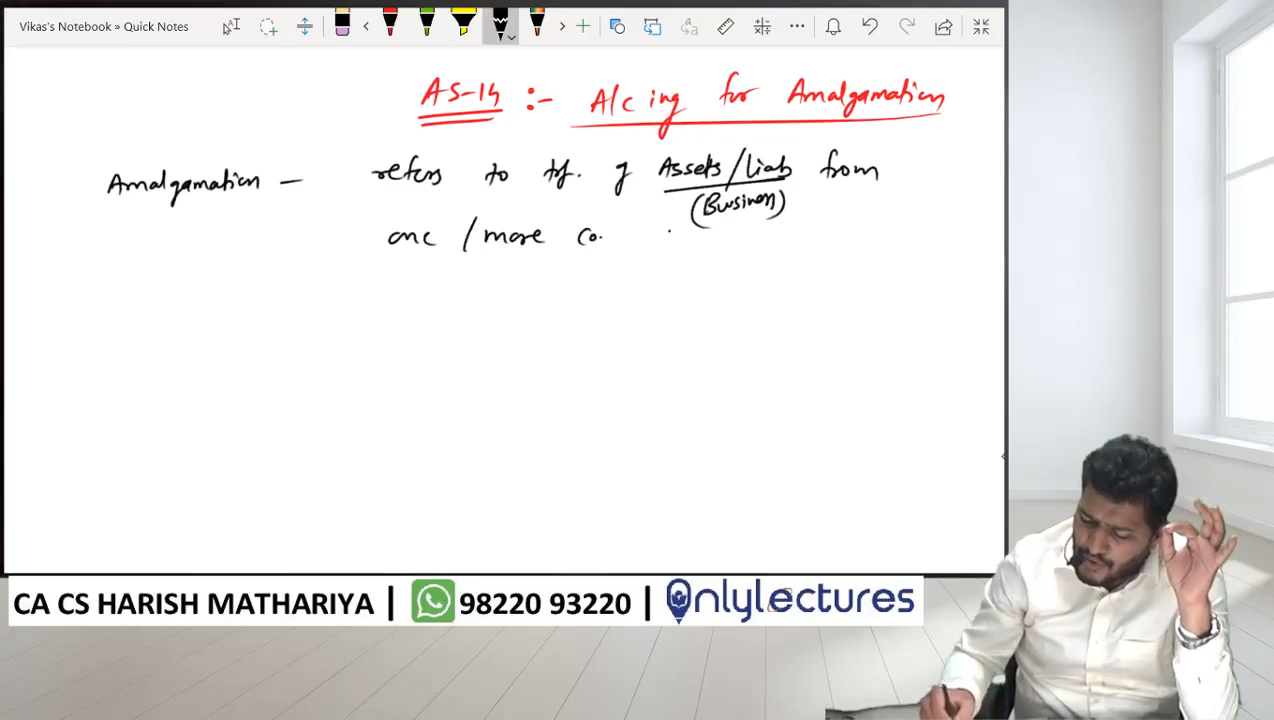 Vikas's Notebook » Quick Notes
AS-14 :- A/c ing for Amalgamation
Amalgamation — refers to tf. of Assets/Liab from
(Business)
one / more co.
CA CS HARISH MATHARIYA | 98220 93220 | Onlylectures